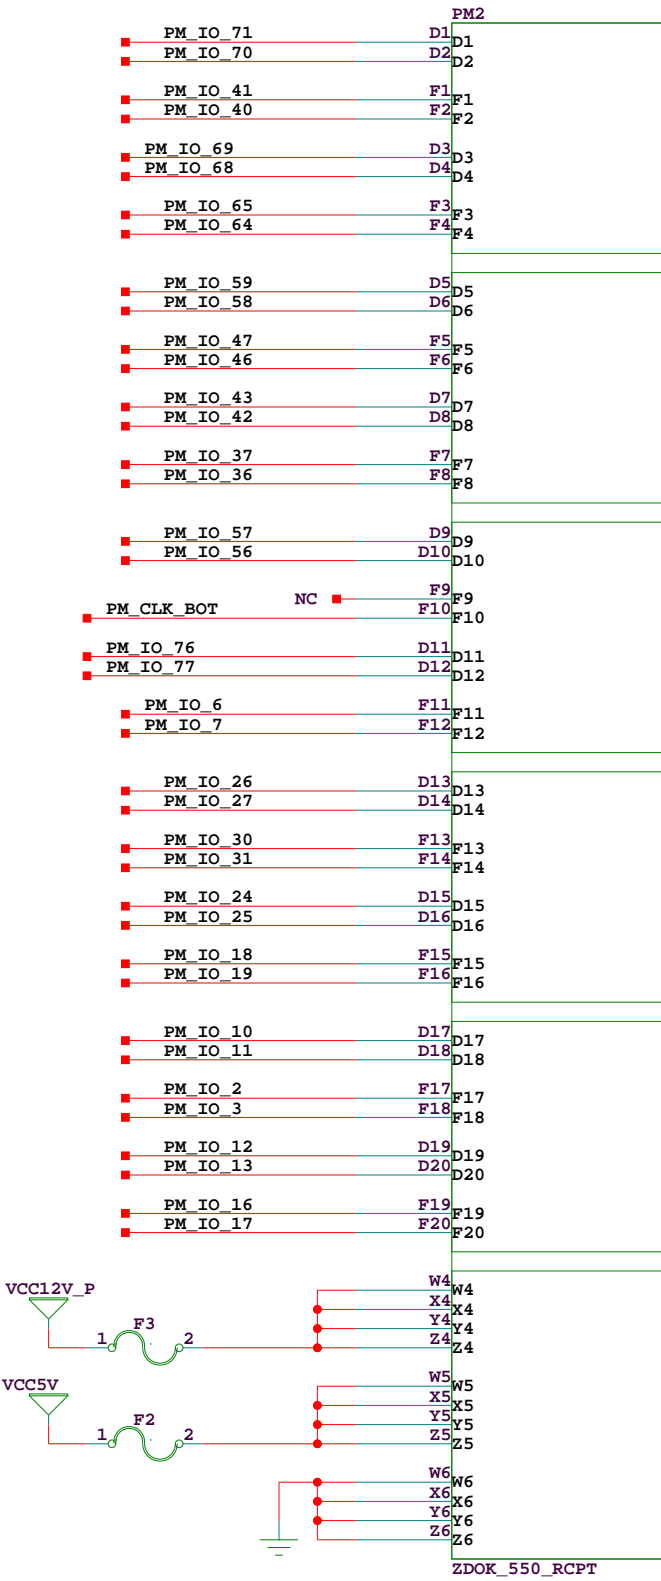 PM2
PM_IO_71 D1 D1
PM_IO_70 D2 D2
PM_IO_41 F1 F1
PM_IO_40 F2 F2
PM_IO_69 D3 D3
PM_IO_68 D4 D4
PM_IO_65 F3 F3
PM_IO_64 F4 F4
PM_IO_59 D5 D5
PM_IO_58 D6 D6
PM_IO_47 F5 F5
PM_IO_46 F6 F6
PM_IO_43 D7 D7
PM_IO_42 D8 D8
PM_IO_37 F7 F7
PM_IO_36 F8 F8
PM_IO_57 D9 D9
PM_IO_56 D10 D10
NC F9 F9
PM_CLK_BOT F10 F10
PM_IO_76 D11 D11
PM_IO_77 D12 D12
PM_IO_6 F11 F11
PM_IO_7 F12 F12
PM_IO_26 D13 D13
PM_IO_27 D14 D14
PM_IO_30 F13 F13
PM_IO_31 F14 F14
PM_IO_24 D15 D15
PM_IO_25 D16 D16
PM_IO_18 F15 F15
PM_IO_19 F16 F16
PM_IO_10 D17 D17
PM_IO_11 D18 D18
PM_IO_2 F17 F17
PM_IO_3 F18 F18
PM_IO_12 D19 D19
PM_IO_13 D20 D20
PM_IO_16 F19 F19
PM_IO_17 F20 F20
VCC12V_P W4 W4
X4 X4
F3 Y4 Y4
1 2 Z4 Z4
VCC5V W5 W5
X5 X5
F2 Y5 Y5
1 2 Z5 Z5
W6 W6
X6 X6
Y6 Y6
Z6 Z6
ZDOK_550_RCPT